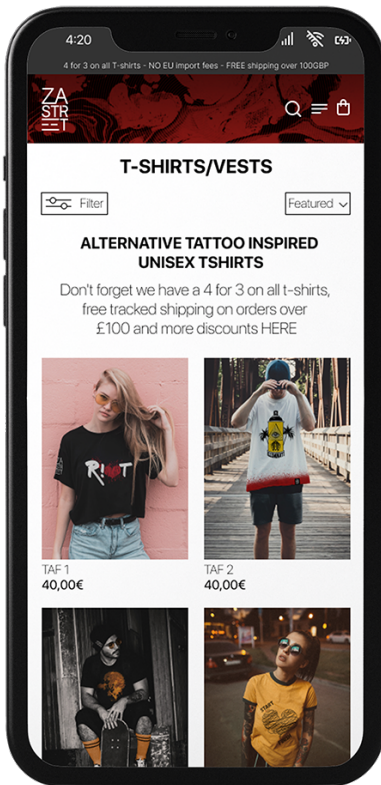 4:20
4 for 3 on all T-shirts - NO EU import fees - FREE shipping over 100GBP
ZA
STR
EET
T-SHIRTS/VESTS
Filter
Featured
ALTERNATIVE TATTOO INSPIRED
UNISEX TSHIRTS
Don't forget we have a 4 for 3 on all t-shirts,
free tracked shipping on orders over
£100 and more discounts HERE
RIOT
TAF 1
40,00€
TAF 2
40,00€
START